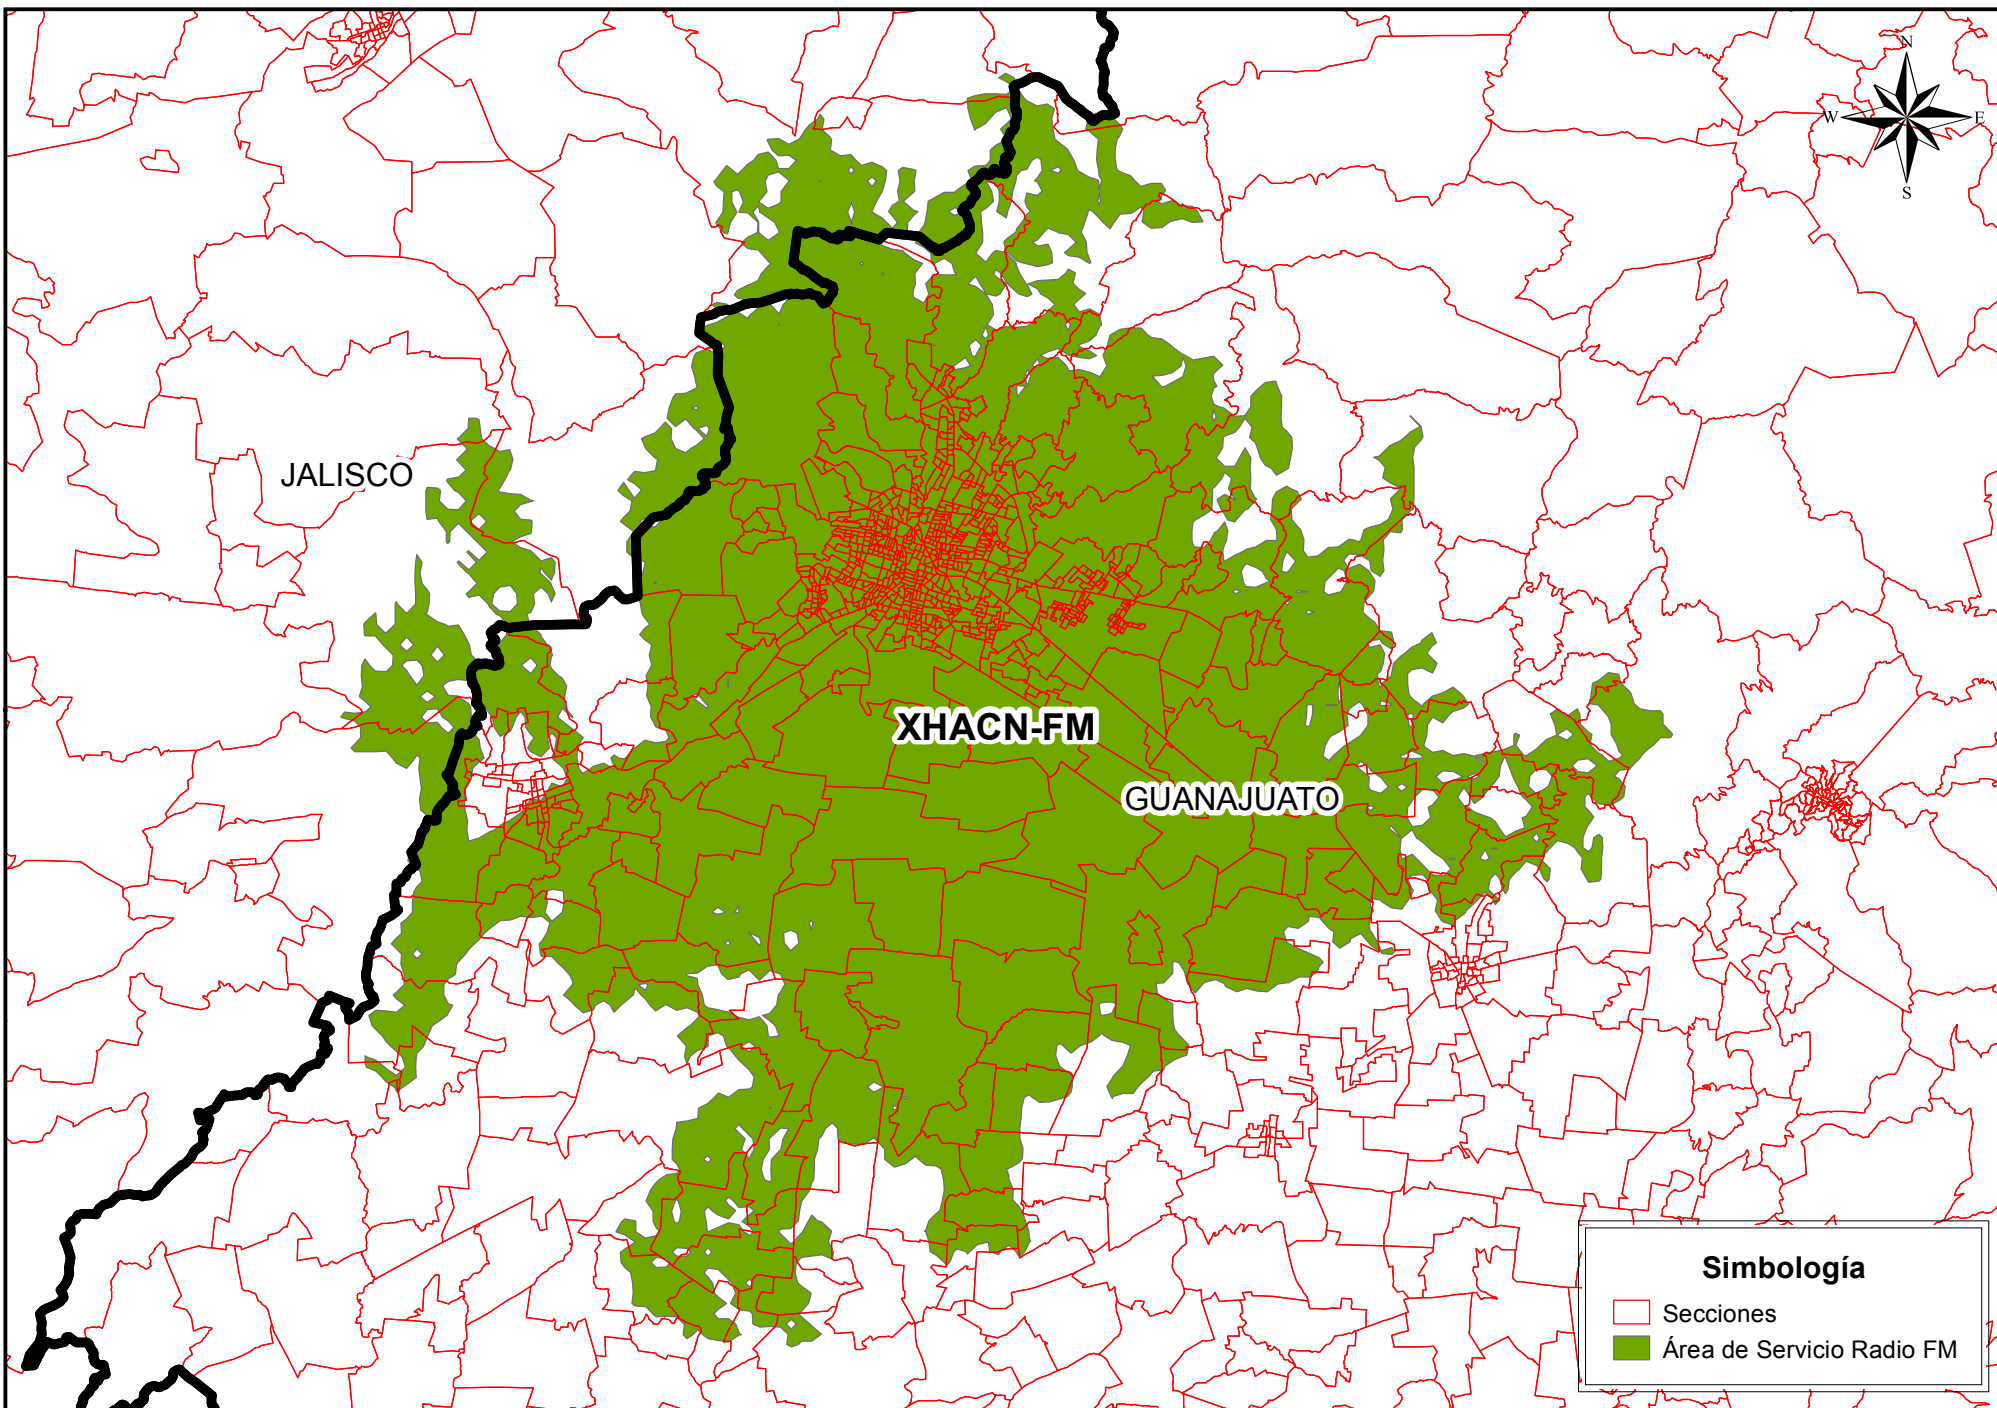 N
W
E
S
JALISCO
XHACN-FM
GUANAJUATO
Simbología
Secciones
Área de Servicio Radio FM